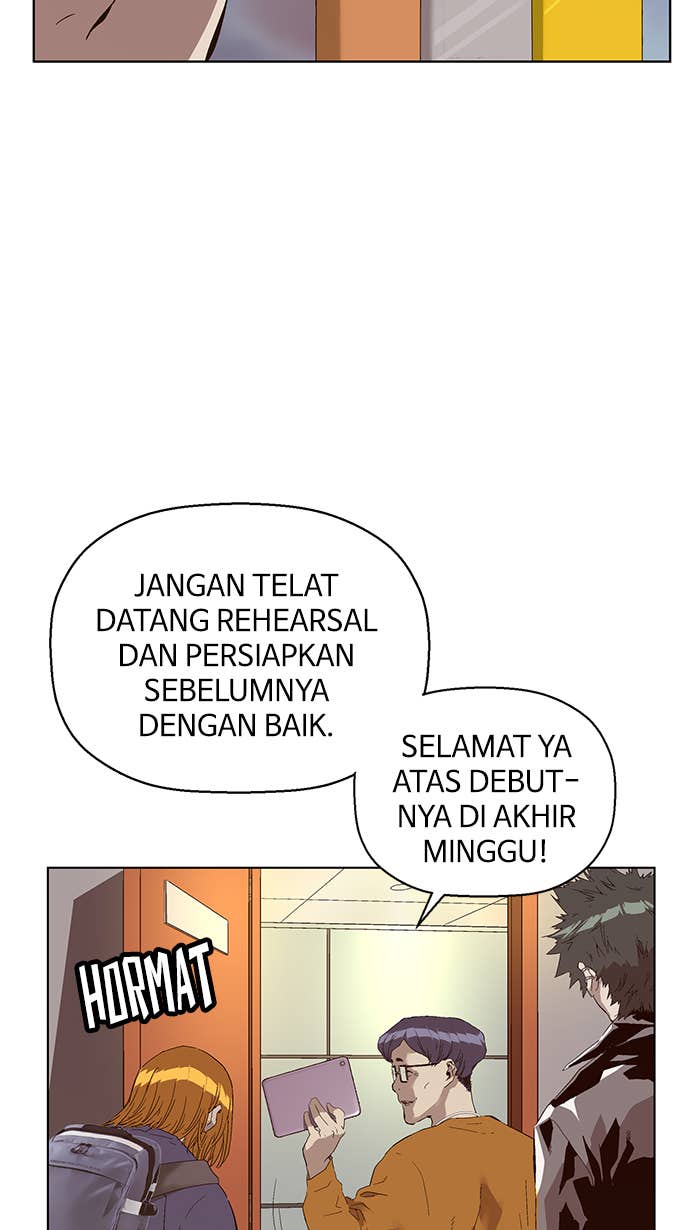 JANGAN TELAT
DATANG REHEARSAL
DAN PERSIAPKAN
SEBELUMNYA
DENGAN BAIK.
SELAMAT YA
ATAS DEBUT-
NYA DI AKHIR
MINGGU!
HORMAT